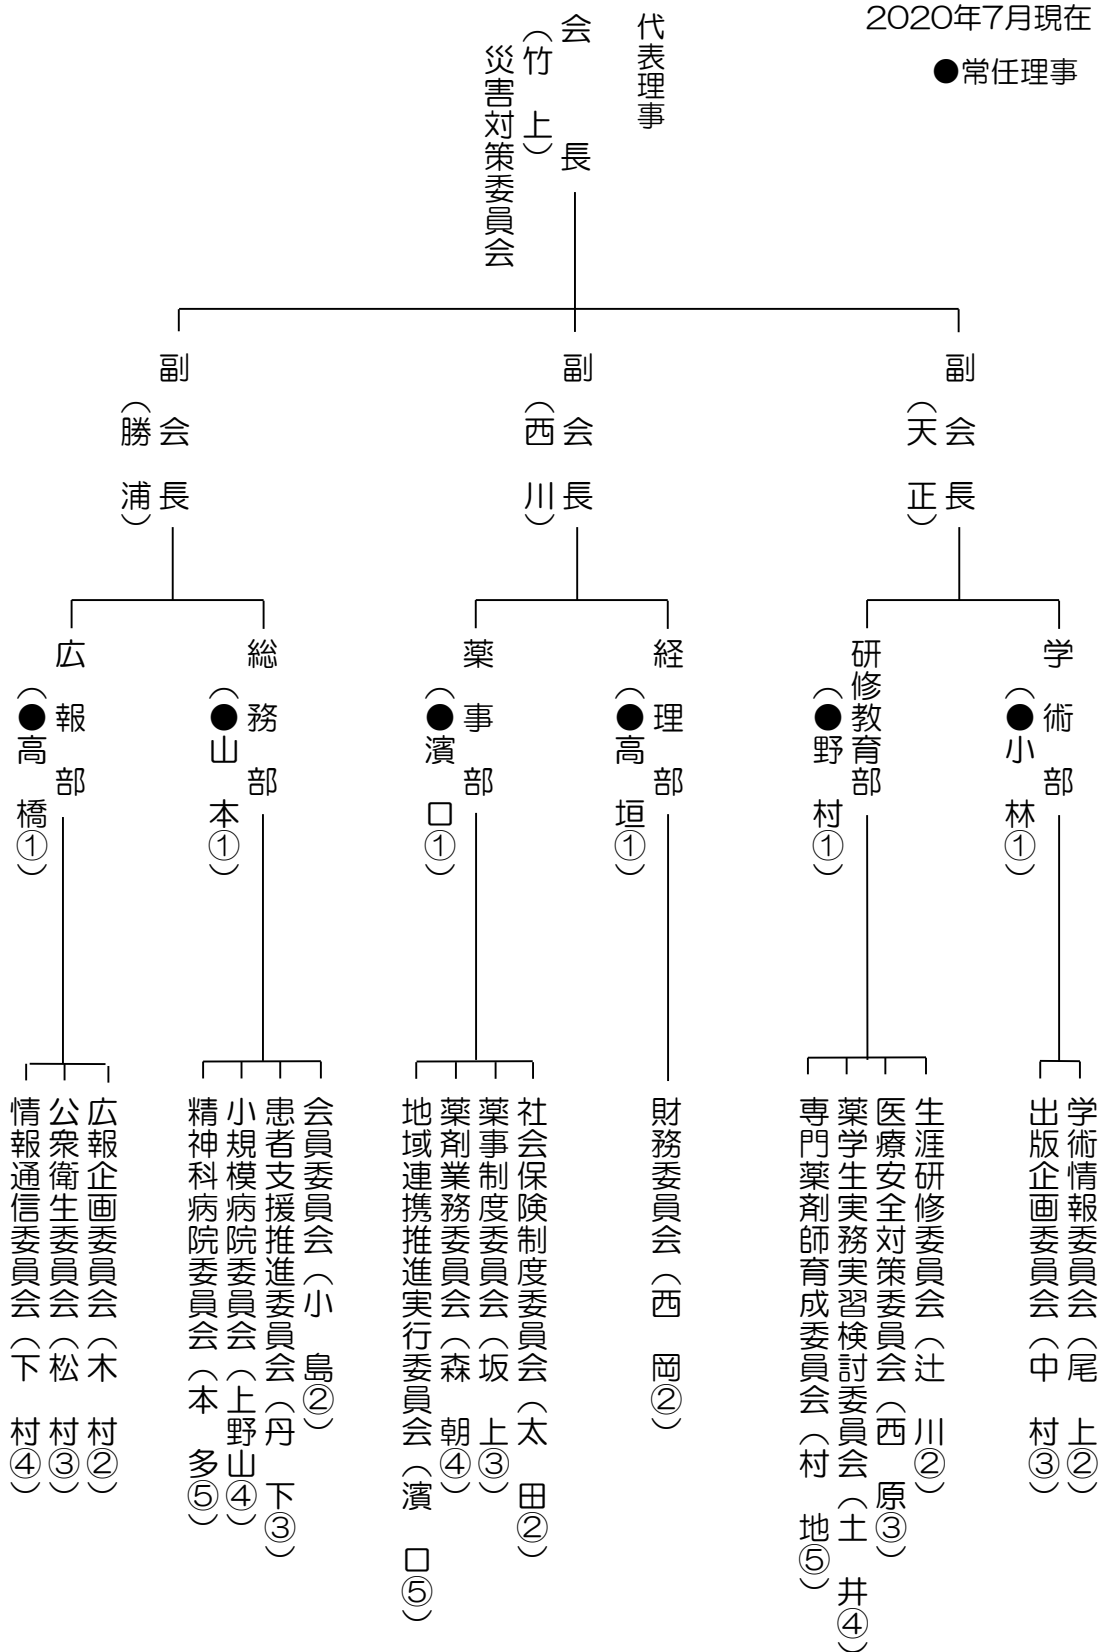 2020年7月現在
●常任理事
代表理事
会長
（竹上）
災害対策委員会
副会長
（天正）
副会長
（西川）
副会長
（勝浦）
学術部
（●小林①）
研修教育部
（●野村①）
経理部
（●高垣①）
薬事部
（●濱口①）
総務部
（●山本①）
広報部
（●高橋①）
学術情報委員会（尾上②）
出版企画委員会（中村③）
生涯研修委員会（辻川②）
医療安全対策委員会（西原③）
薬学生実務実習検討委員会（土井④）
専門薬剤師育成委員会（村地⑤）
財務委員会（西岡②）
社会保険制度委員会（太田②）
薬事制度委員会（坂上③）
薬剤業務委員会（森朝④）
地域連携推進実行委員会（濱口⑤）
会員委員会（小島②）
患者支援推進委員会（丹下③）
小規模病院委員会（上野山④）
精神科病院委員会（本多⑤）
広報企画委員会（木村②）
公衆衛生委員会（松村③）
情報通信委員会（下村④）